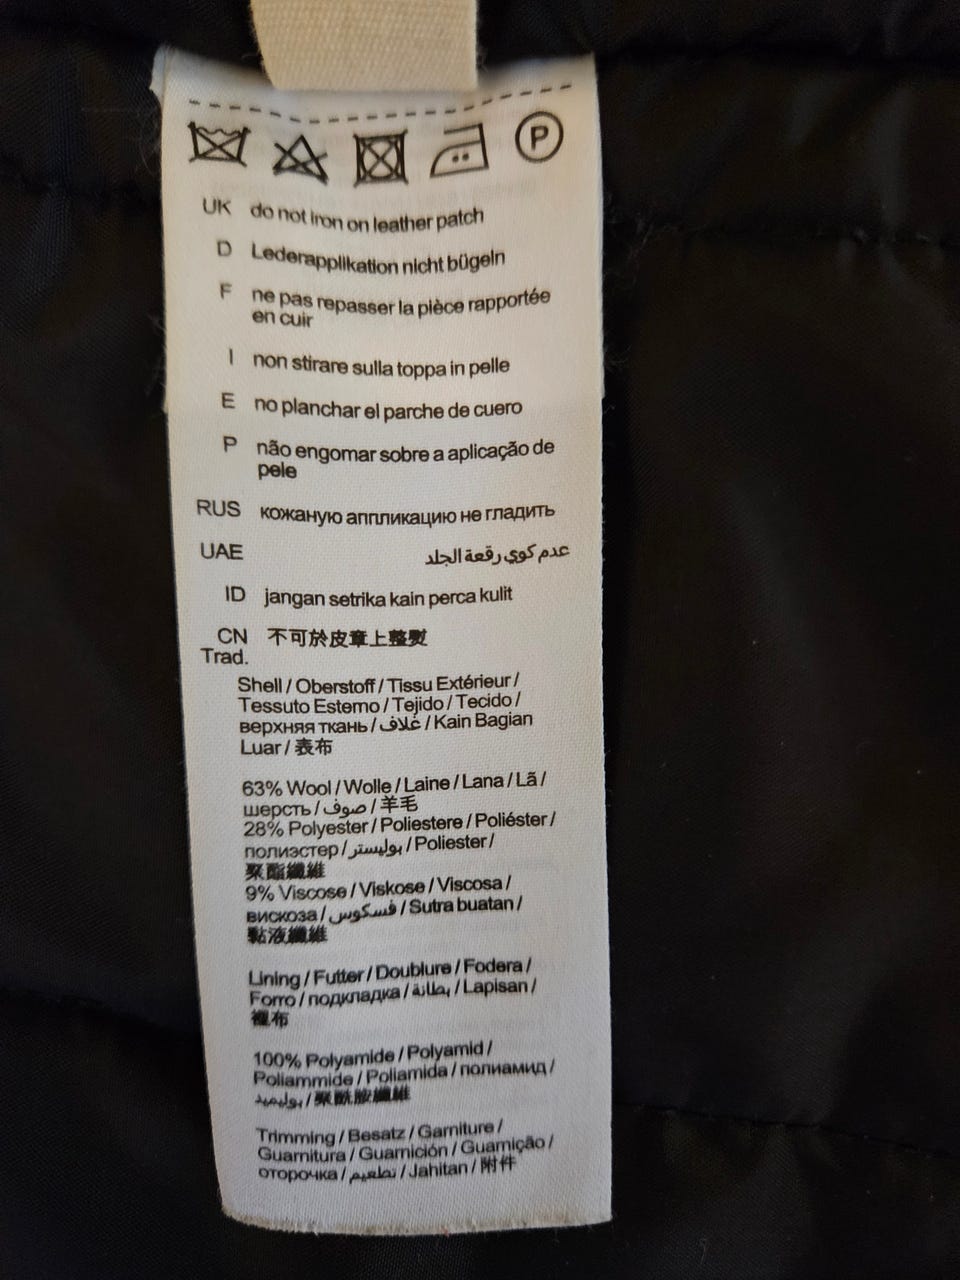 P
UK do not iron on leather patch
D Lederapplikation nicht bügeln
F ne pas repasser la pièce rapportée
en cuir
I non stirare sulla toppa in pelle
E no planchar el parche de cuero
P não engomar sobre a aplicação de
pele
RUS кожаную аппликацию не гладить
UAE عدم كوي رقعة الجلد
ID jangan setrika kain perca kulit
CN 不可於皮章上整熨
Trad.
Shell / Oberstoff / Tissu Extérieur /
Tessuto Esterno / Tejido / Tecido /
верхняя ткань / غلاف / Kain Bagian
Luar / 表布
63% Wool / Wolle / Laine / Lana / Lã /
шерсть / صوف / 羊毛
28% Polyester / Poliestere / Poliéster /
полиэстер / بوليستر / Poliester /
聚酯纖維
9% Viscose / Viskose / Viscosa /
вискоза / فسكوس / Sutra buatan /
黏液纖維
Lining / Futter / Doublure / Fodera /
Forro / подкладка / بطانة / Lapisan /
裡布
100% Polyamide / Polyamid /
Poliammide / Poliamida / полиамид /
بوليميد / 聚酰胺纖維
Trimming / Besatz / Garniture /
Guarnitura / Guarnición / Guarnição /
оторочка / تطعيم / Jahitan / 附件